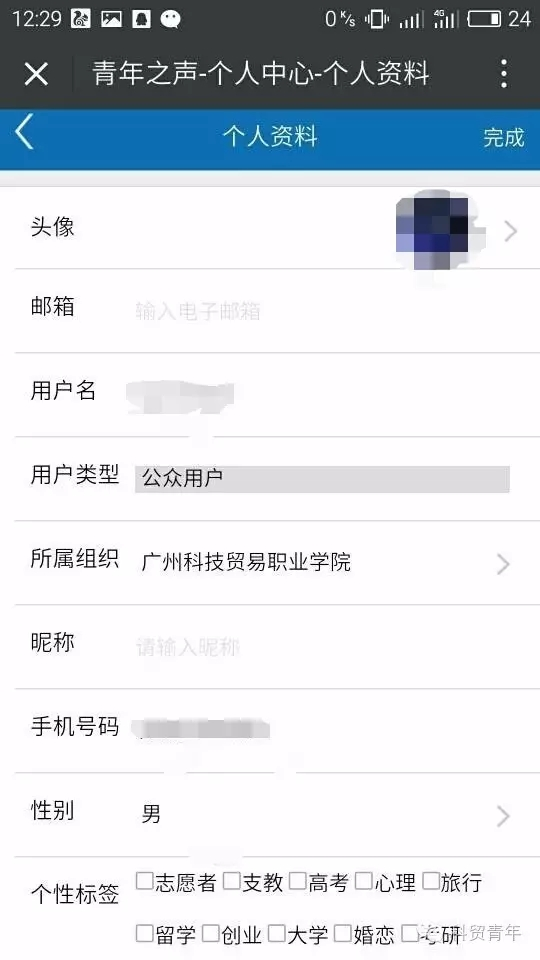 12:29 0 K/s 4G 24
青年之声-个人中心-个人资料
个人资料 完成
头像
邮箱 输入电子邮箱
用户名
用户类型 公众用户
所属组织 广州科技贸易职业学院
昵称 请输入昵称
手机号码
性别 男
个性标签 志愿者 支教 高考 心理 旅行
留学 创业 大学 婚恋 考研
科贸青年